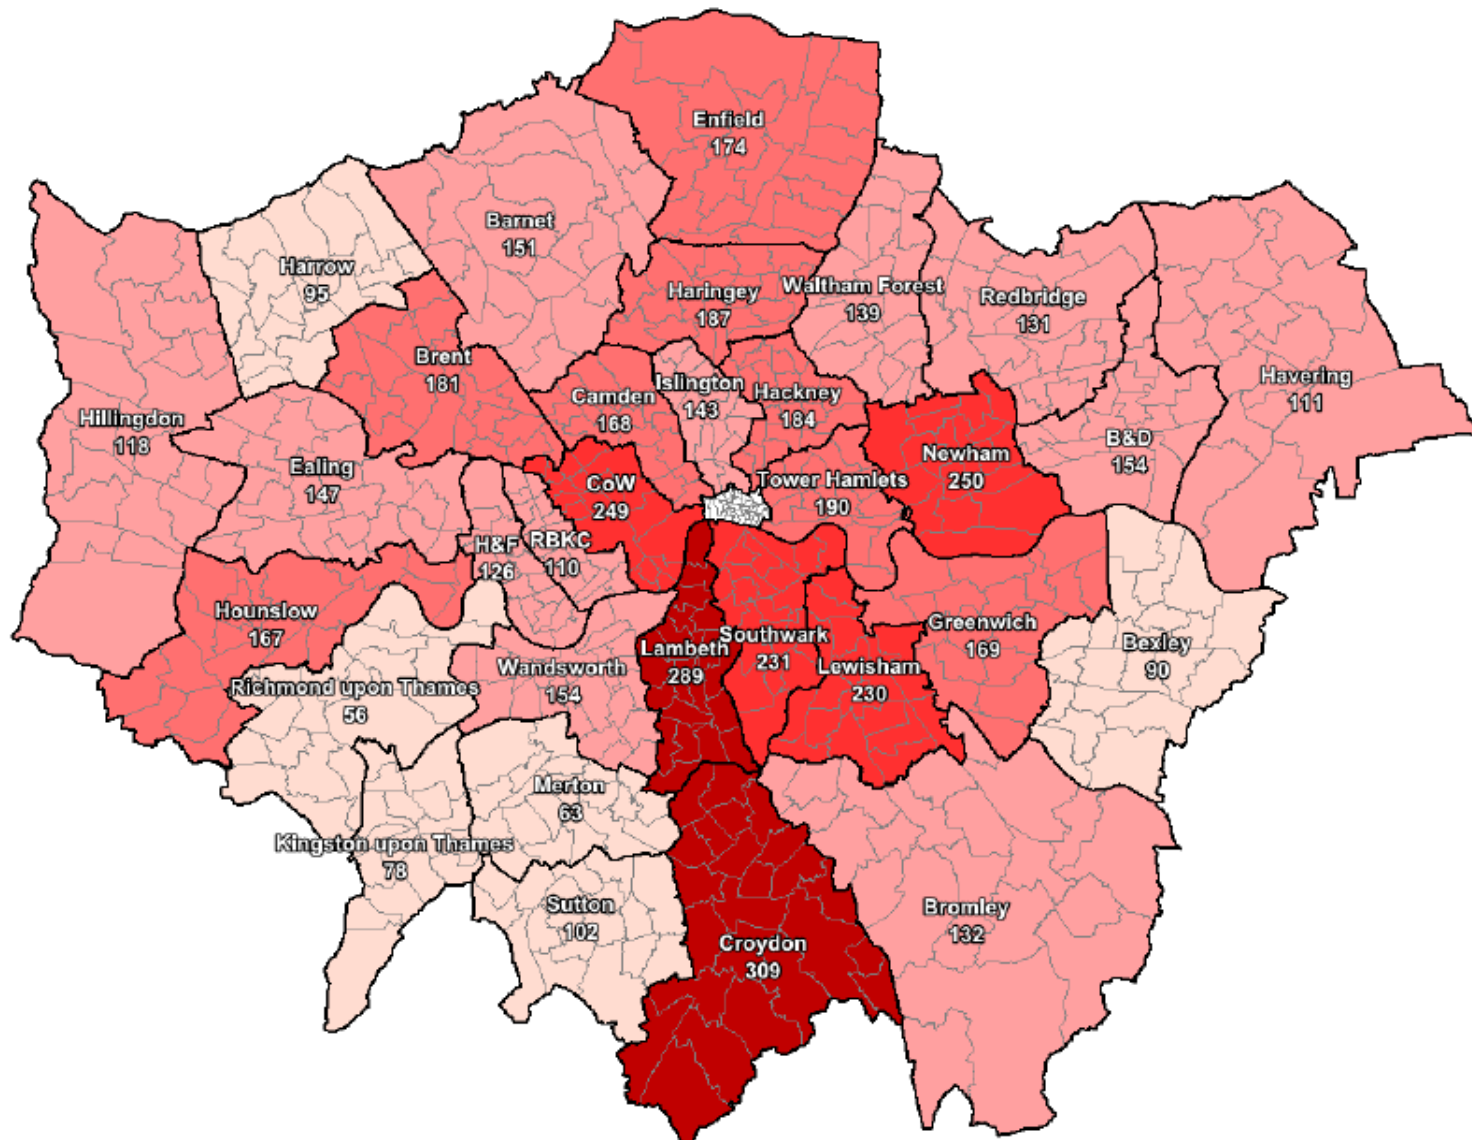 Enfield
174
Barnet
151
Harrow
95
Haringey
187
Waltham Forest
139
Redbridge
131
Brent
181
Islington
143
Camden
168
Hackney
184
Havering
111
Hillingdon
118
B&D
154
Newham
250
Ealing
147
CoW
249
Tower Hamlets
190
H&F
126
RBKC
110
Hounslow
167
Greenwich
169
Southwark
231
Lambeth
289
Bexley
90
Wandsworth
154
Lewisham
230
Richmond upon Thames
56
Merton
63
Kingston upon Thames
78
Sutton
102
Bromley
132
Croydon
309